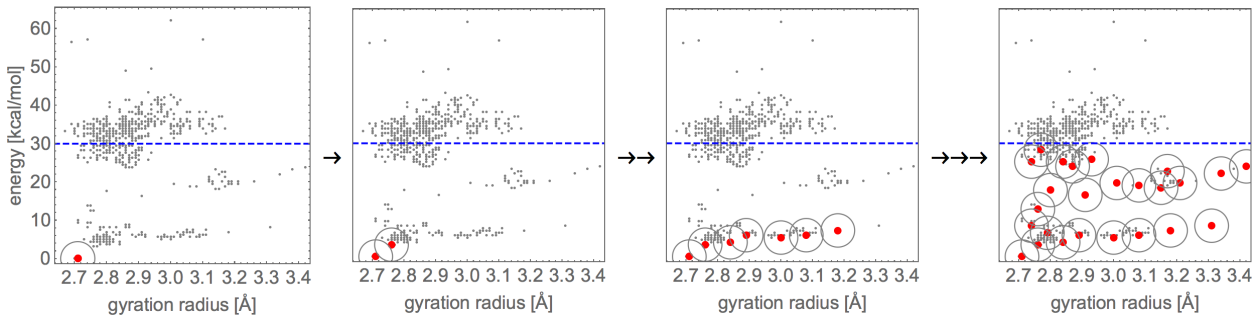 60
50
40
30
20
10
0
energy [kcal/mol]
2.7 2.8 2.9 3.0 3.1 3.2 3.3 3.4
2.7 2.8 2.9 3.0 3.1 3.2 3.3 3.4
2.7 2.8 2.9 3.0 3.1 3.2 3.3 3.4
2.7 2.8 2.9 3.0 3.1 3.2 3.3 3.4
gyration radius [Å]
gyration radius [Å]
gyration radius [Å]
gyration radius [Å]